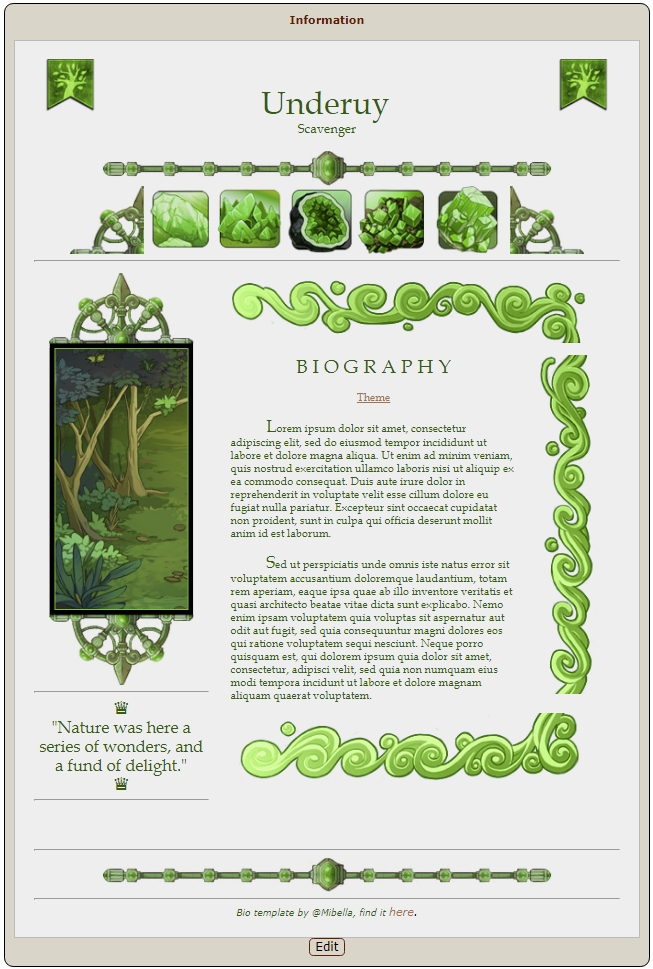 Information
Underuy
Scavenger
BIOGRAPHY
Theme
Lorem ipsum dolor sit amet, consectetur
adipiscing elit, sed do eiusmod tempor incididunt ut
labore et dolore magna aliqua. Ut enim ad minim veniam,
quis nostrud exercitation ullamco laboris nisi ut aliquip ex
ea commodo consequat. Duis aute irure dolor in
reprehenderit in voluptate velit esse cillum dolore eu
fugiat nulla pariatur. Excepteur sint occaecat cupidatat
non proident, sunt in culpa qui officia deserunt mollit
anim id est laborum.
Sed ut perspiciatis unde omnis iste natus error sit
voluptatem accusantium doloremque laudantium, totam
rem aperiam, eaque ipsa quae ab illo inventore veritatis et
quasi architecto beatae vitae dicta sunt explicabo. Nemo
enim ipsam voluptatem quia voluptas sit aspernatur aut
odit aut fugit, sed quia consequuntur magni dolores eos
qui ratione voluptatem sequi nesciunt. Neque porro
quisquam est, qui dolorem ipsum quia dolor sit amet,
consectetur, adipisci velit, sed quia non numquam eius
modi tempora incidunt ut labore et dolore magnam
aliquam quaerat voluptatem.
♛
"Nature was here a
series of wonders, and
a fund of delight."
♛
Bio template by @Mibella, find it here.
Edit